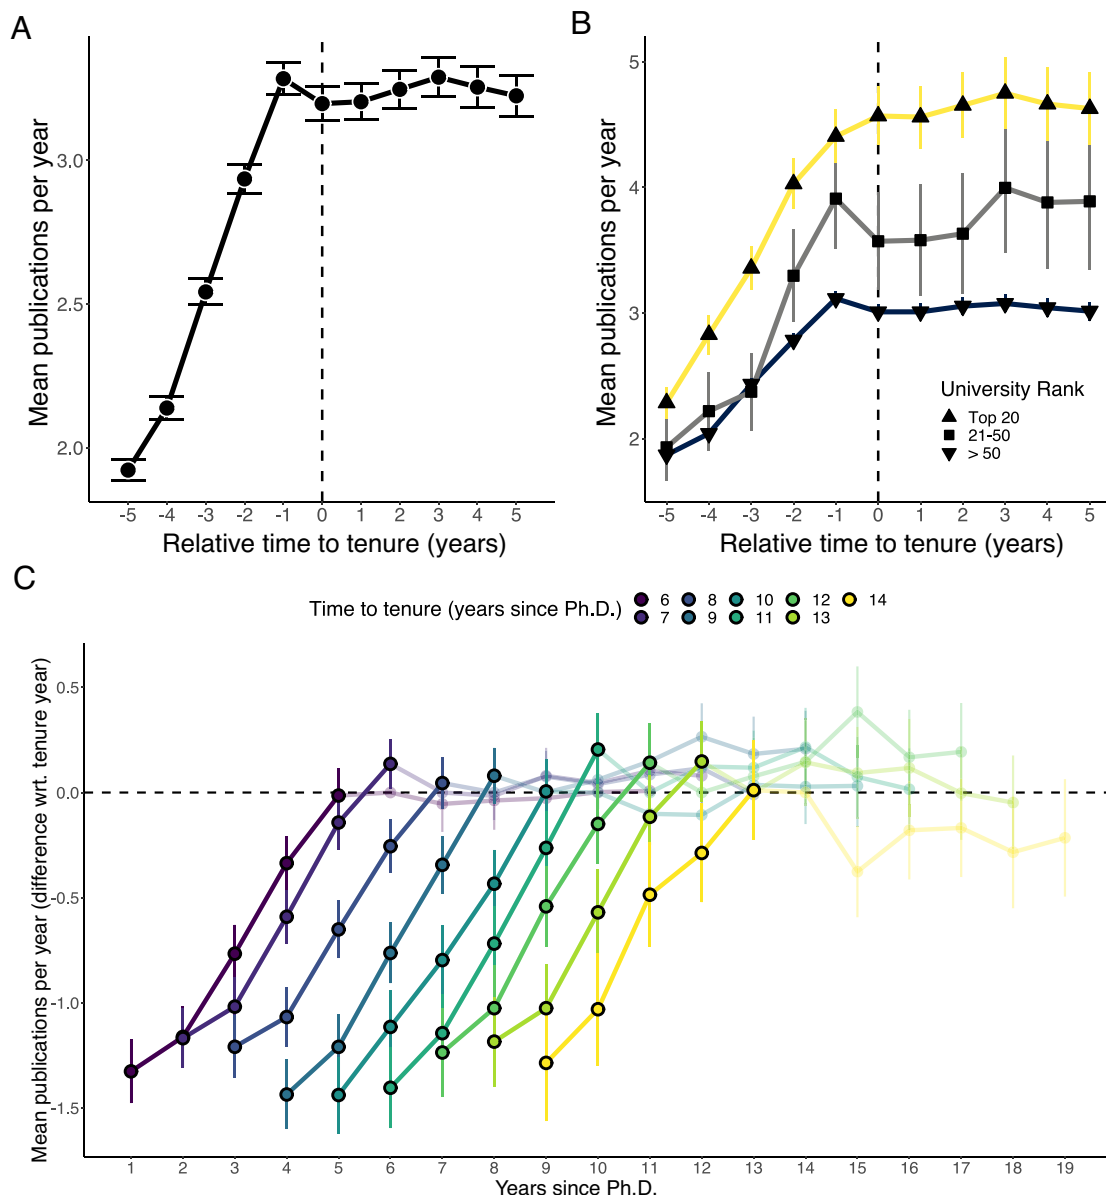 A
Mean publications per year
3.0
2.5
2.0
-5 -4 -3 -2 -1 0 1 2 3 4 5
Relative time to tenure (years)
B
Mean publications per year
5
4
3
2
University Rank
Top 20
21-50
> 50
-5 -4 -3 -2 -1 0 1 2 3 4 5
Relative time to tenure (years)
C
Time to tenure (years since Ph.D.)
6 8 10 12 14
7 9 11 13
Mean publications per year (difference wrt. tenure year)
0.5
0.0
-0.5
-1.0
-1.5
1 2 3 4 5 6 7 8 9 10 11 12 13 14 15 16 17 18 19
Years since Ph.D.